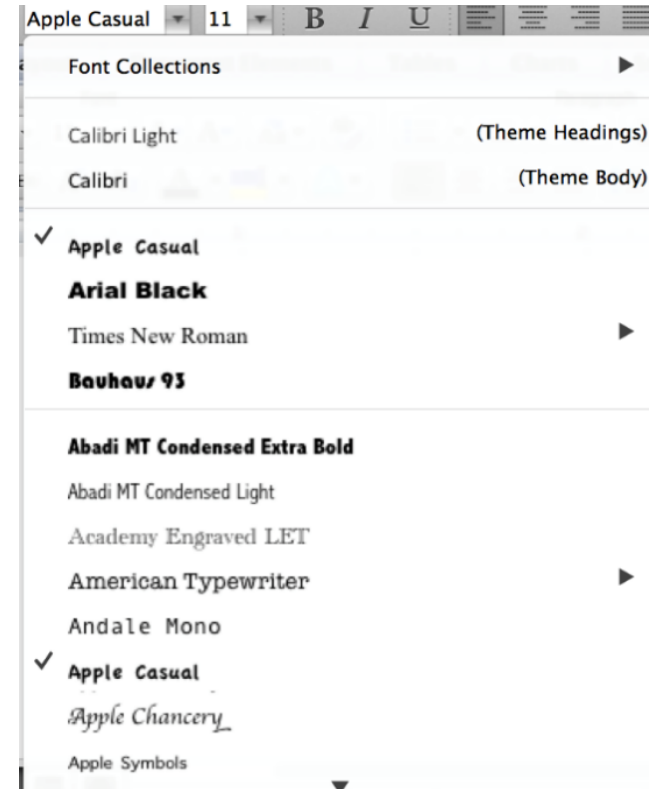 Apple Casual 11 B I U
Font Collections
Calibri Light (Theme Headings)
Calibri (Theme Body)
Apple Casual
Arial Black
Times New Roman
Bauhaus 93
Abadi MT Condensed Extra Bold
Abadi MT Condensed Light
Academy Engraved LET
American Typewriter
Andale Mono
Apple Casual
Apple Chancery
Apple Symbols